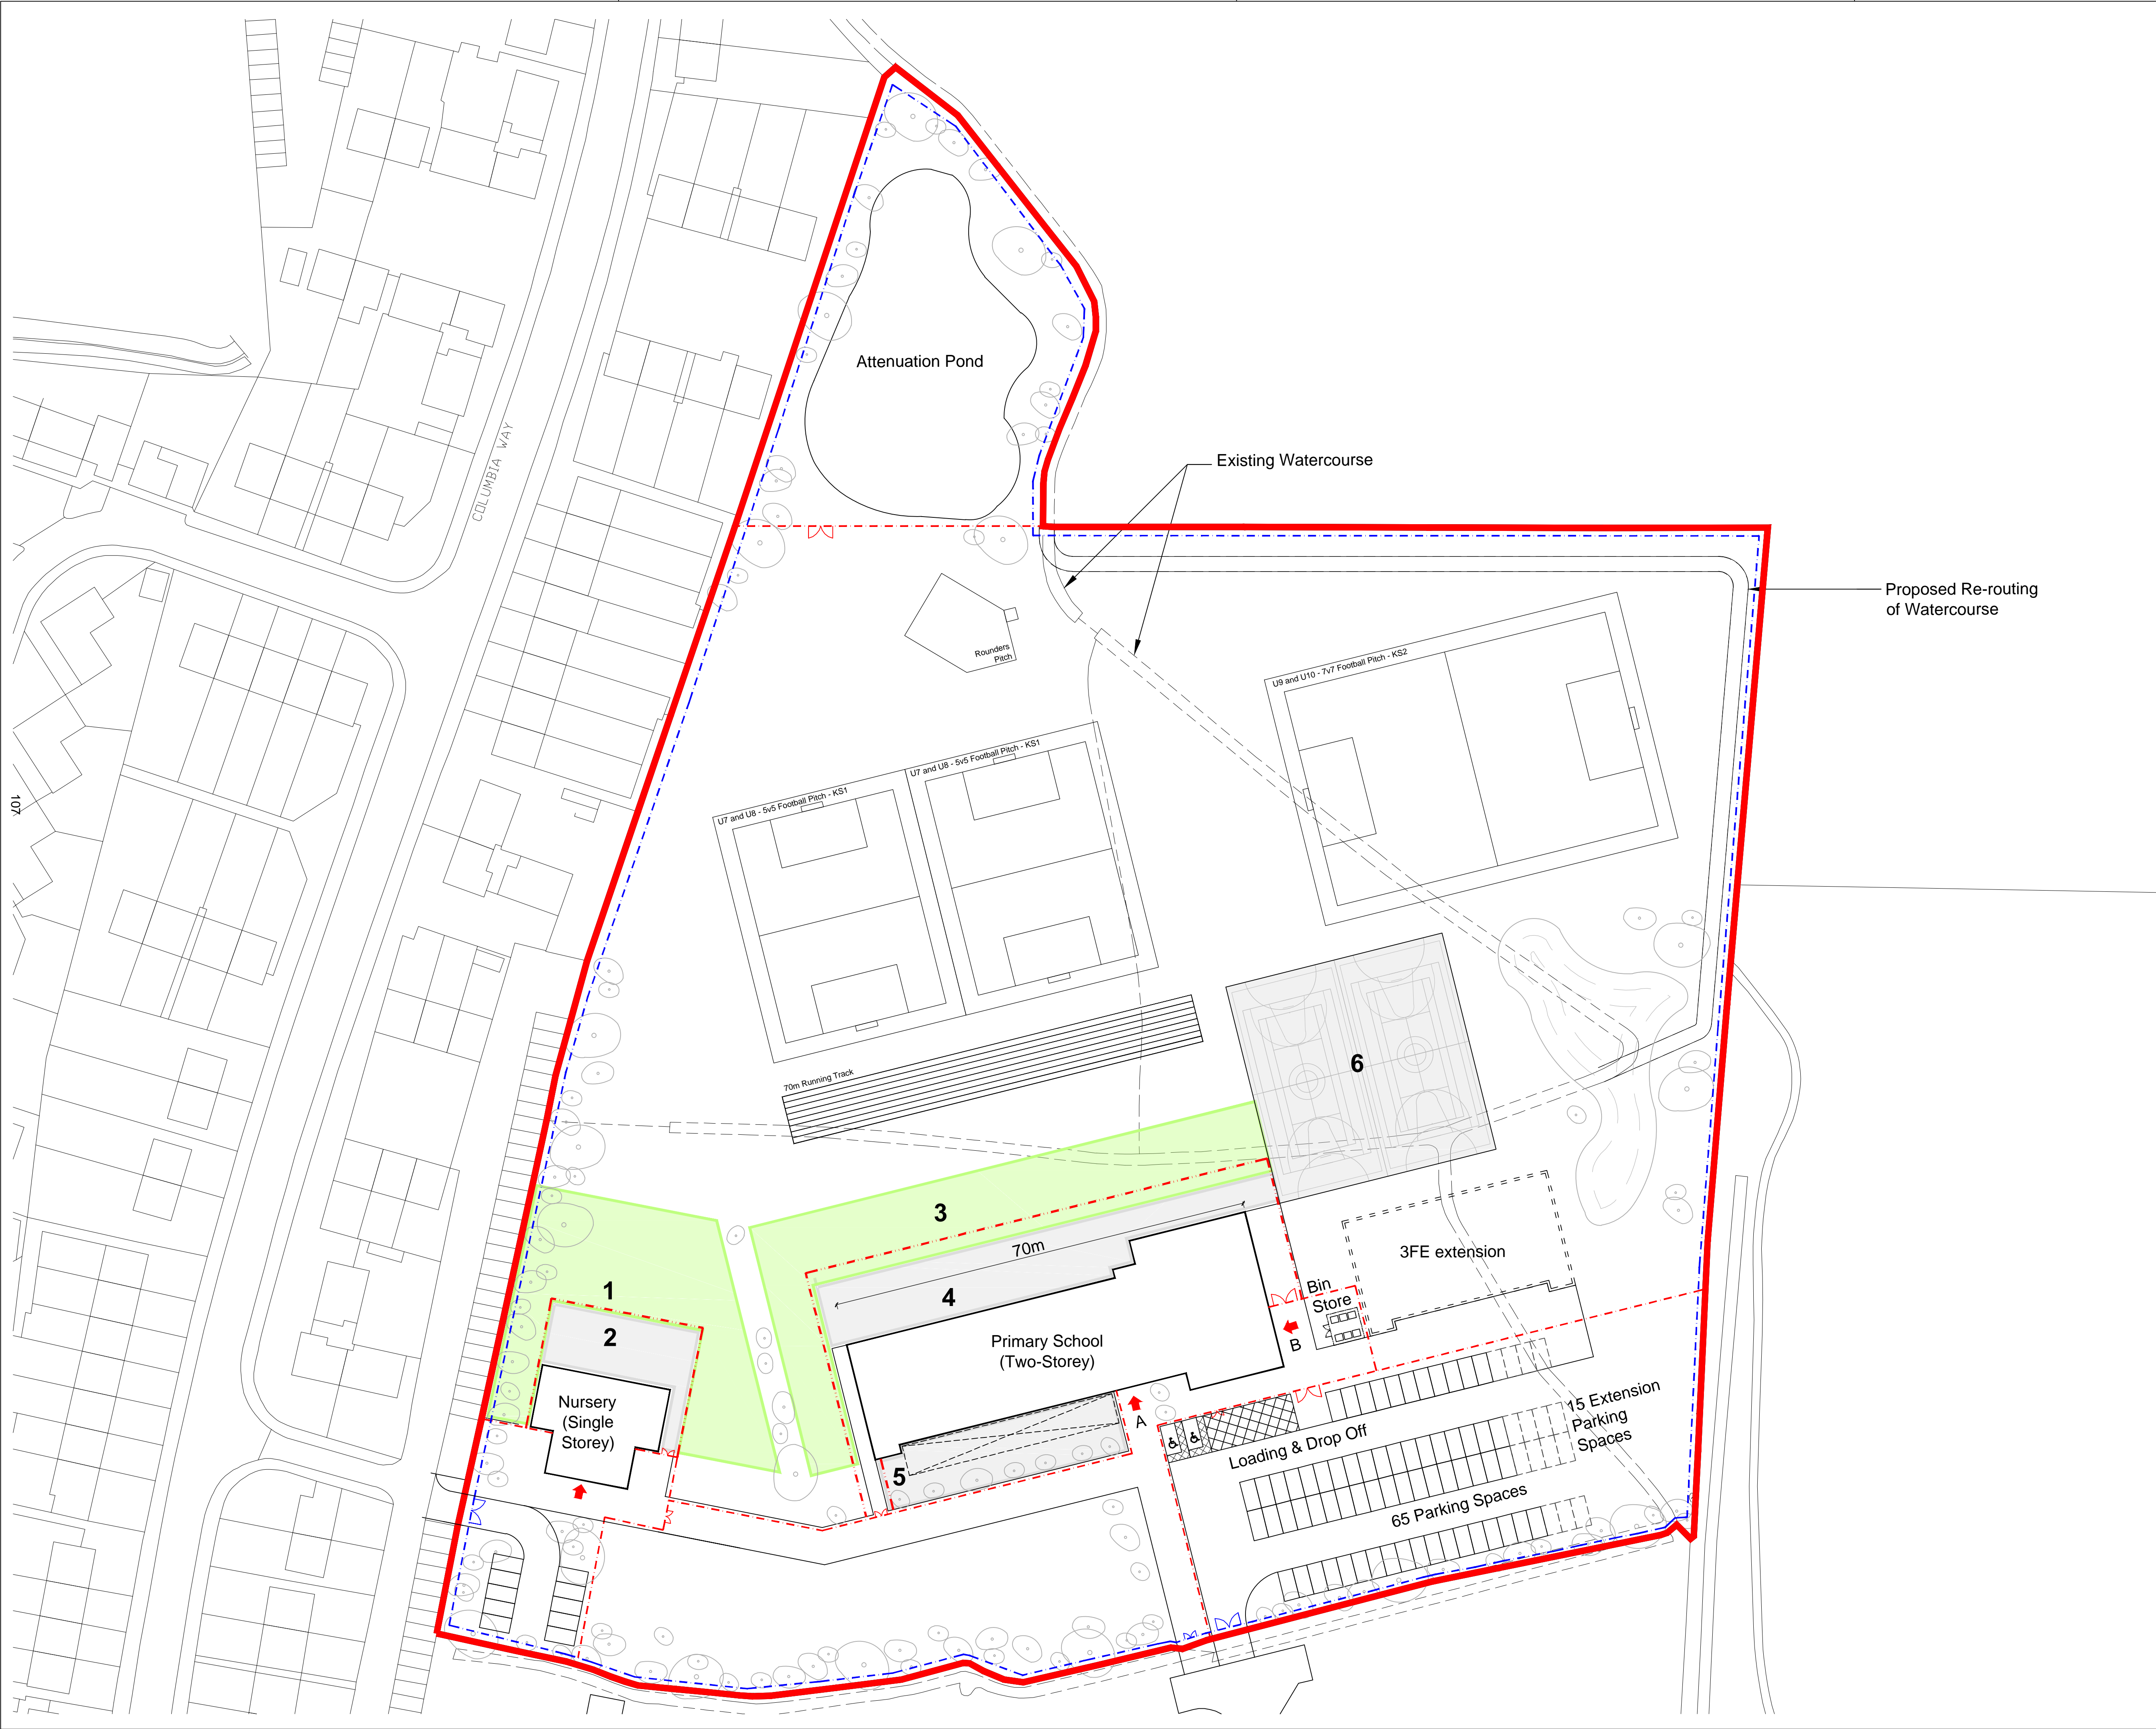 Attenuation Pond
COLUMBIA WAY
Existing Watercourse
Proposed Re-routing
of Watercourse
Rounders
Pitch
U9 and U10 - 7v7 Football Pitch - KS2
U7 and U8 - 5v5 Football Pitch - KS1
U7 and U8 - 5v5 Football Pitch - KS1
107
70m Running Track
6
3
70m
4
3FE extension
1
2
Bin
Store
Primary School
(Two-Storey)
B
Nursery
(Single
Storey)
A
5
Loading & Drop Off
15 Extension
Parking
Spaces
65 Parking Spaces